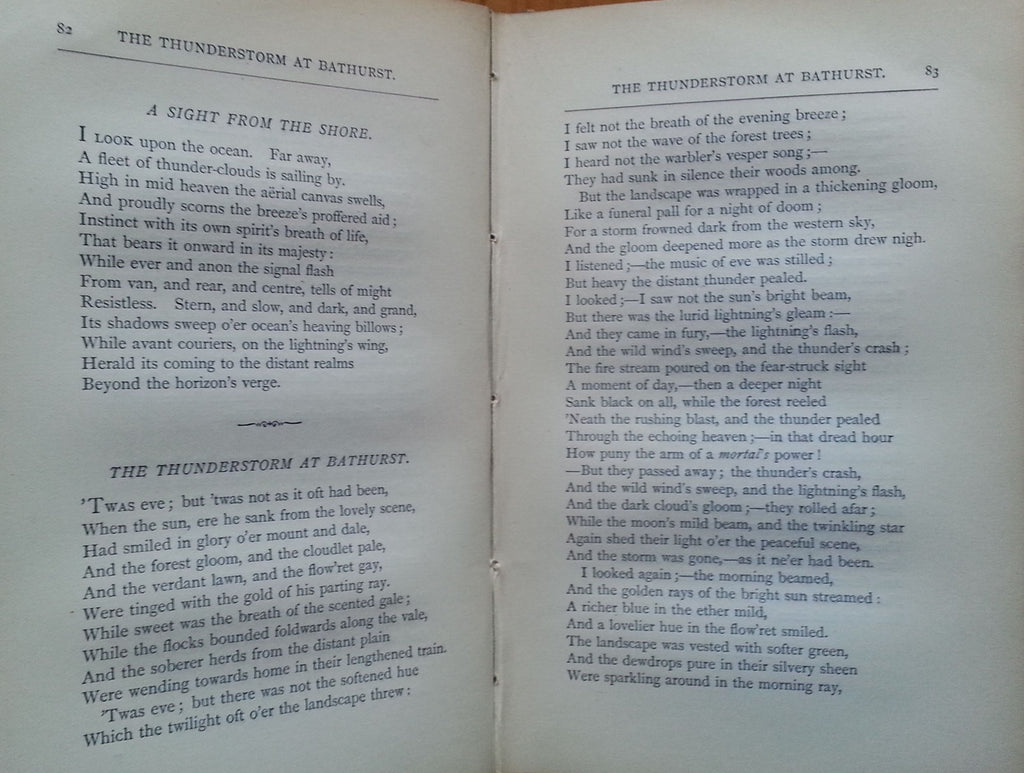 82
THE THUNDERSTORM AT BATHURST.
A SIGHT FROM THE SHORE.
I LOOK upon the ocean. Far away,
A fleet of thunder-clouds is sailing by.
High in mid heaven the aërial canvas swells,
And proudly scorns the breeze's proffered aid;
Instinct with its own spirit's breath of life,
That bears it onward in its majesty:
While ever and anon the signal flash
From van, and rear, and centre, tells of might
Resistless. Stern, and slow, and dark, and grand,
Its shadows sweep o'er ocean's heaving billows;
While avant couriers, on the lightning's wing,
Herald its coming to the distant realms
Beyond the horizon's verge.
THE THUNDERSTORM AT BATHURST.
'TWAS eve; but 'twas not as it oft had been,
When the sun, ere he sank from the lovely scene,
Had smiled in glory o'er mount and dale,
And the forest gloom, and the cloudlet pale,
And the verdant lawn, and the flow'ret gay,
Were tinged with the gold of his parting ray.
While sweet was the breath of the scented gale;
While the flocks bounded foldwards along the vale,
And the soberer herds from the distant plain
Were wending towards home in their lengthened train.
'Twas eve; but there was not the softened hue
Which the twilight oft o'er the landscape threw:
THE THUNDERSTORM AT BATHURST.
83
I felt not the breath of the evening breeze;
I saw not the wave of the forest trees;
I heard not the warbler's vesper song;—
They had sunk in silence their woods among.
But the landscape was wrapped in a thickening gloom,
Like a funeral pall for a night of doom;
For a storm frowned dark from the western sky,
And the gloom deepened more as the storm drew nigh.
I listened;—the music of eve was stilled;
But heavy the distant thunder pealed.
I looked;—I saw not the sun's bright beam,
But there was the lurid lightning's gleam:—
And they came in fury,—the lightning's flash,
And the wild wind's sweep, and the thunder's crash;
The fire stream poured on the fear-struck sight
A moment of day,—then a deeper night
Sank black on all, while the forest reeled
'Neath the rushing blast, and the thunder pealed
Through the echoing heaven;—in that dread hour
How puny the arm of a mortal's power!
—But they passed away; the thunder's crash,
And the wild wind's sweep, and the lightning's flash,
And the dark cloud's gloom;—they rolled afar;
While the moon's mild beam, and the twinkling star
Again shed their light o'er the peaceful scene,
And the storm was gone,—as it ne'er had been.
I looked again;—the morning beamed,
And the golden rays of the bright sun streamed:
A richer blue in the ether mild,
And a lovelier hue in the flow'ret smiled.
The landscape was vested with softer green,
And the dewdrops pure in their silvery sheen
Were sparkling around in the morning ray,